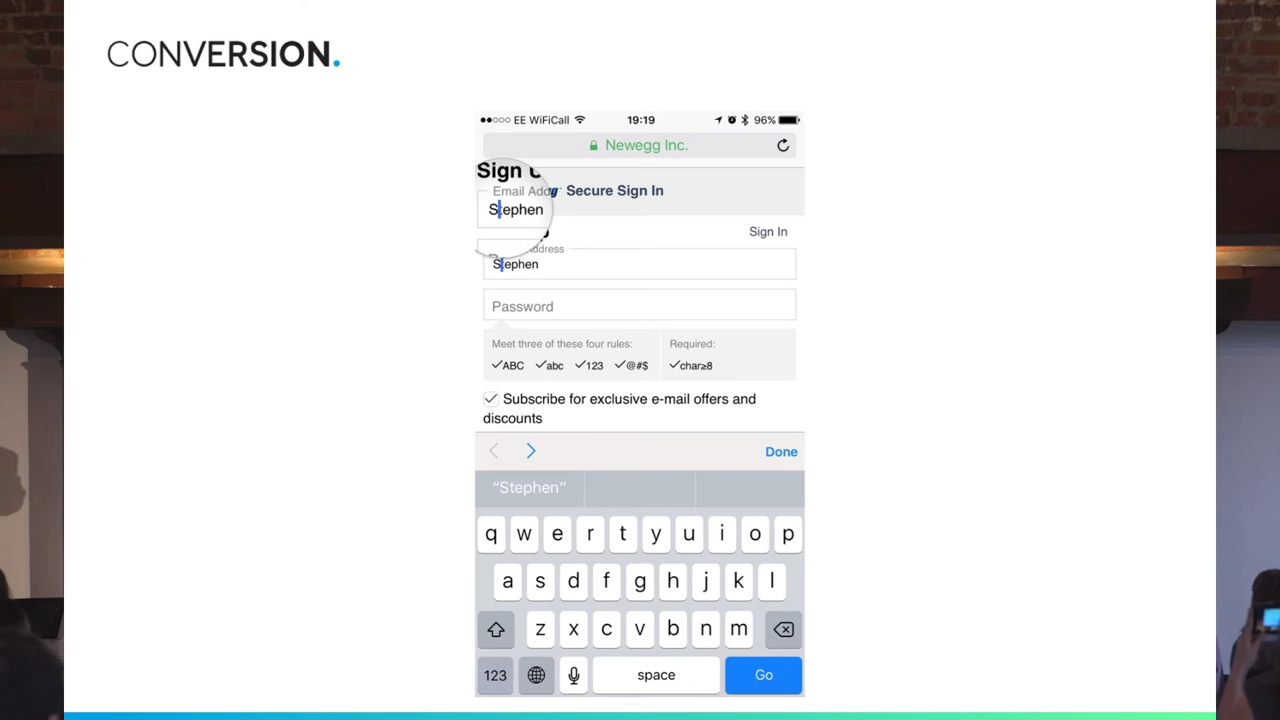 CONVERSION.
EE WiFiCall 19:19 96%
Newegg Inc.
Sign U
Email Add
Secure Sign In
Stephen
Sign In
ddress
Stephen
Password
Meet three of these four rules:
Required:
✓ABC ✓abc ✓123 ✓@#$
✓char≥8
Subscribe for exclusive e-mail offers and
discounts
Done
“Stephen”
q w e r t y u i o p
a s d f g h j k l
z x c v b n m
123 space Go